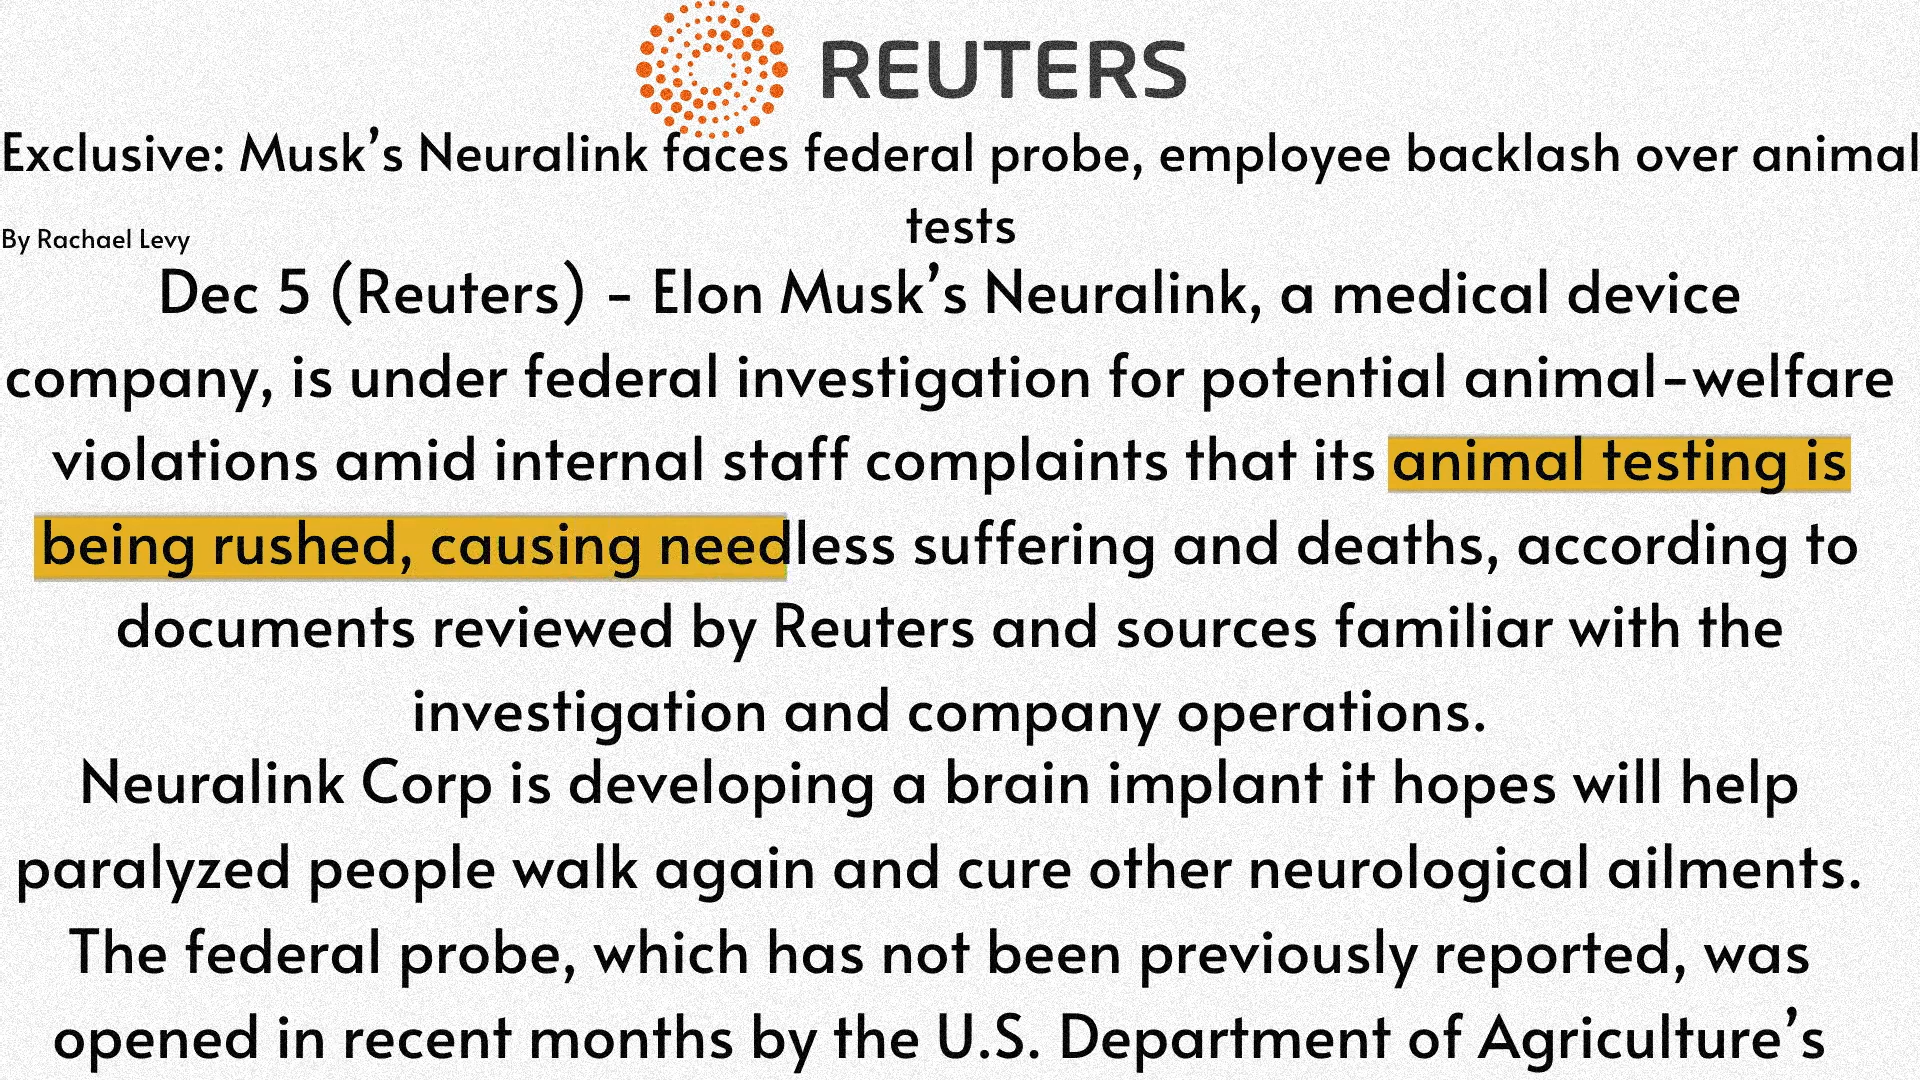 REUTERS
Exclusive: Musk’s Neuralink faces federal probe, employee backlash over animal
tests
By Rachael Levy
Dec 5 (Reuters) - Elon Musk’s Neuralink, a medical device
company, is under federal investigation for potential animal-welfare
violations amid internal staff complaints that its animal testing is
being rushed, causing needless suffering and deaths, according to
documents reviewed by Reuters and sources familiar with the
investigation and company operations.
Neuralink Corp is developing a brain implant it hopes will help
paralyzed people walk again and cure other neurological ailments.
The federal probe, which has not been previously reported, was
opened in recent months by the U.S. Department of Agriculture’s